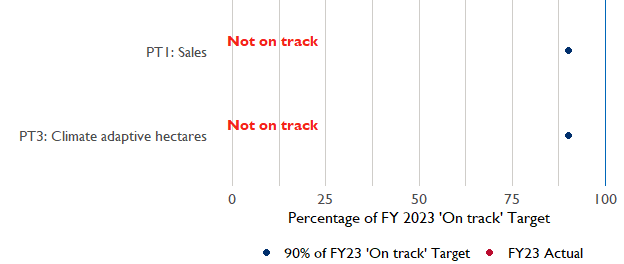 Not on track
PT1: Sales
Not on track
PT3: Climate adaptive hectares
0 25 50 75 100
Percentage of FY 2023 'On track' Target
90% of FY23 'On track' Target FY23 Actual